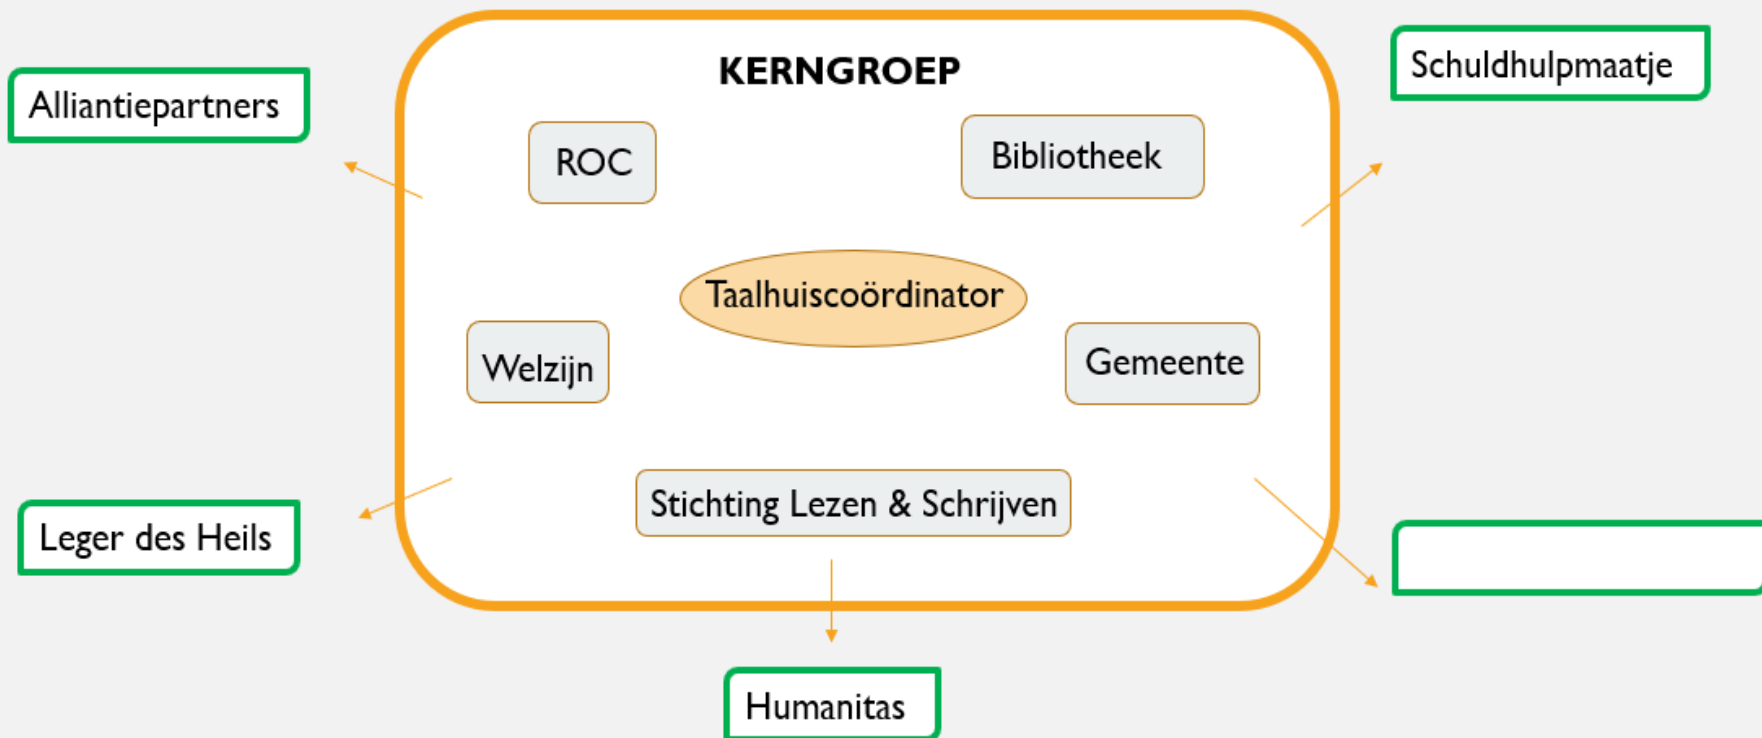 KERNGROEP
Schuldhulpmaatje
Alliantiepartners
ROC
Bibliotheek
Taalhuiscoördinator
Welzijn
Gemeente
Stichting Lezen & Schrijven
Leger des Heils
Humanitas